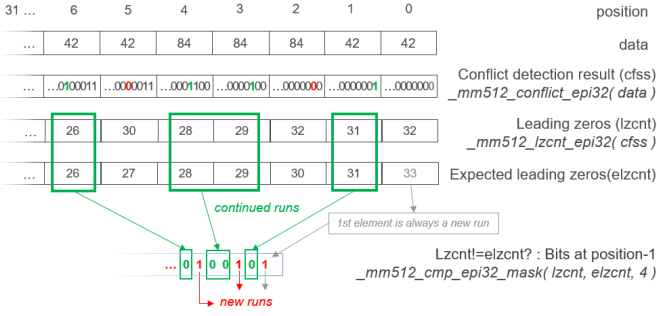 31 ... 6 5 4 3 2 1 0 position
... 42 42 84 84 84 42 42 data
Conflict detection result (cfss)
... ...0100011 ...0000011 ...0001100 ...0000100 ...0000000 ...0000001 ...0000000 _mm512_conflict_epi32( data )
Leading zeros (lzcnt)
... 26 30 28 29 32 31 32 _mm512_lzcnt_epi32( cfss )
... 26 27 28 29 30 31 33 Expected leading zeros(elzcnt)
continued runs
1st element is always a new run
Lzcnt!=elzcnt? : Bits at position-1
... 0 1 0 0 1 0 1 _mm512_cmp_epi32_mask( lzcnt, elzcnt, 4 )
new runs